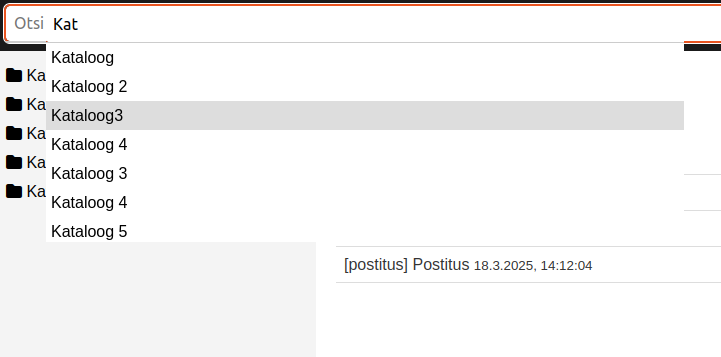 Otsi Kat
Kataloog
Kataloog 2
Kataloog3
Kataloog 4
Kataloog 3
Kataloog 4
Kataloog 5
Ka
Ka
Ka
Ka
Ka
[postitus] Postitus 18.3.2025, 14:12:04